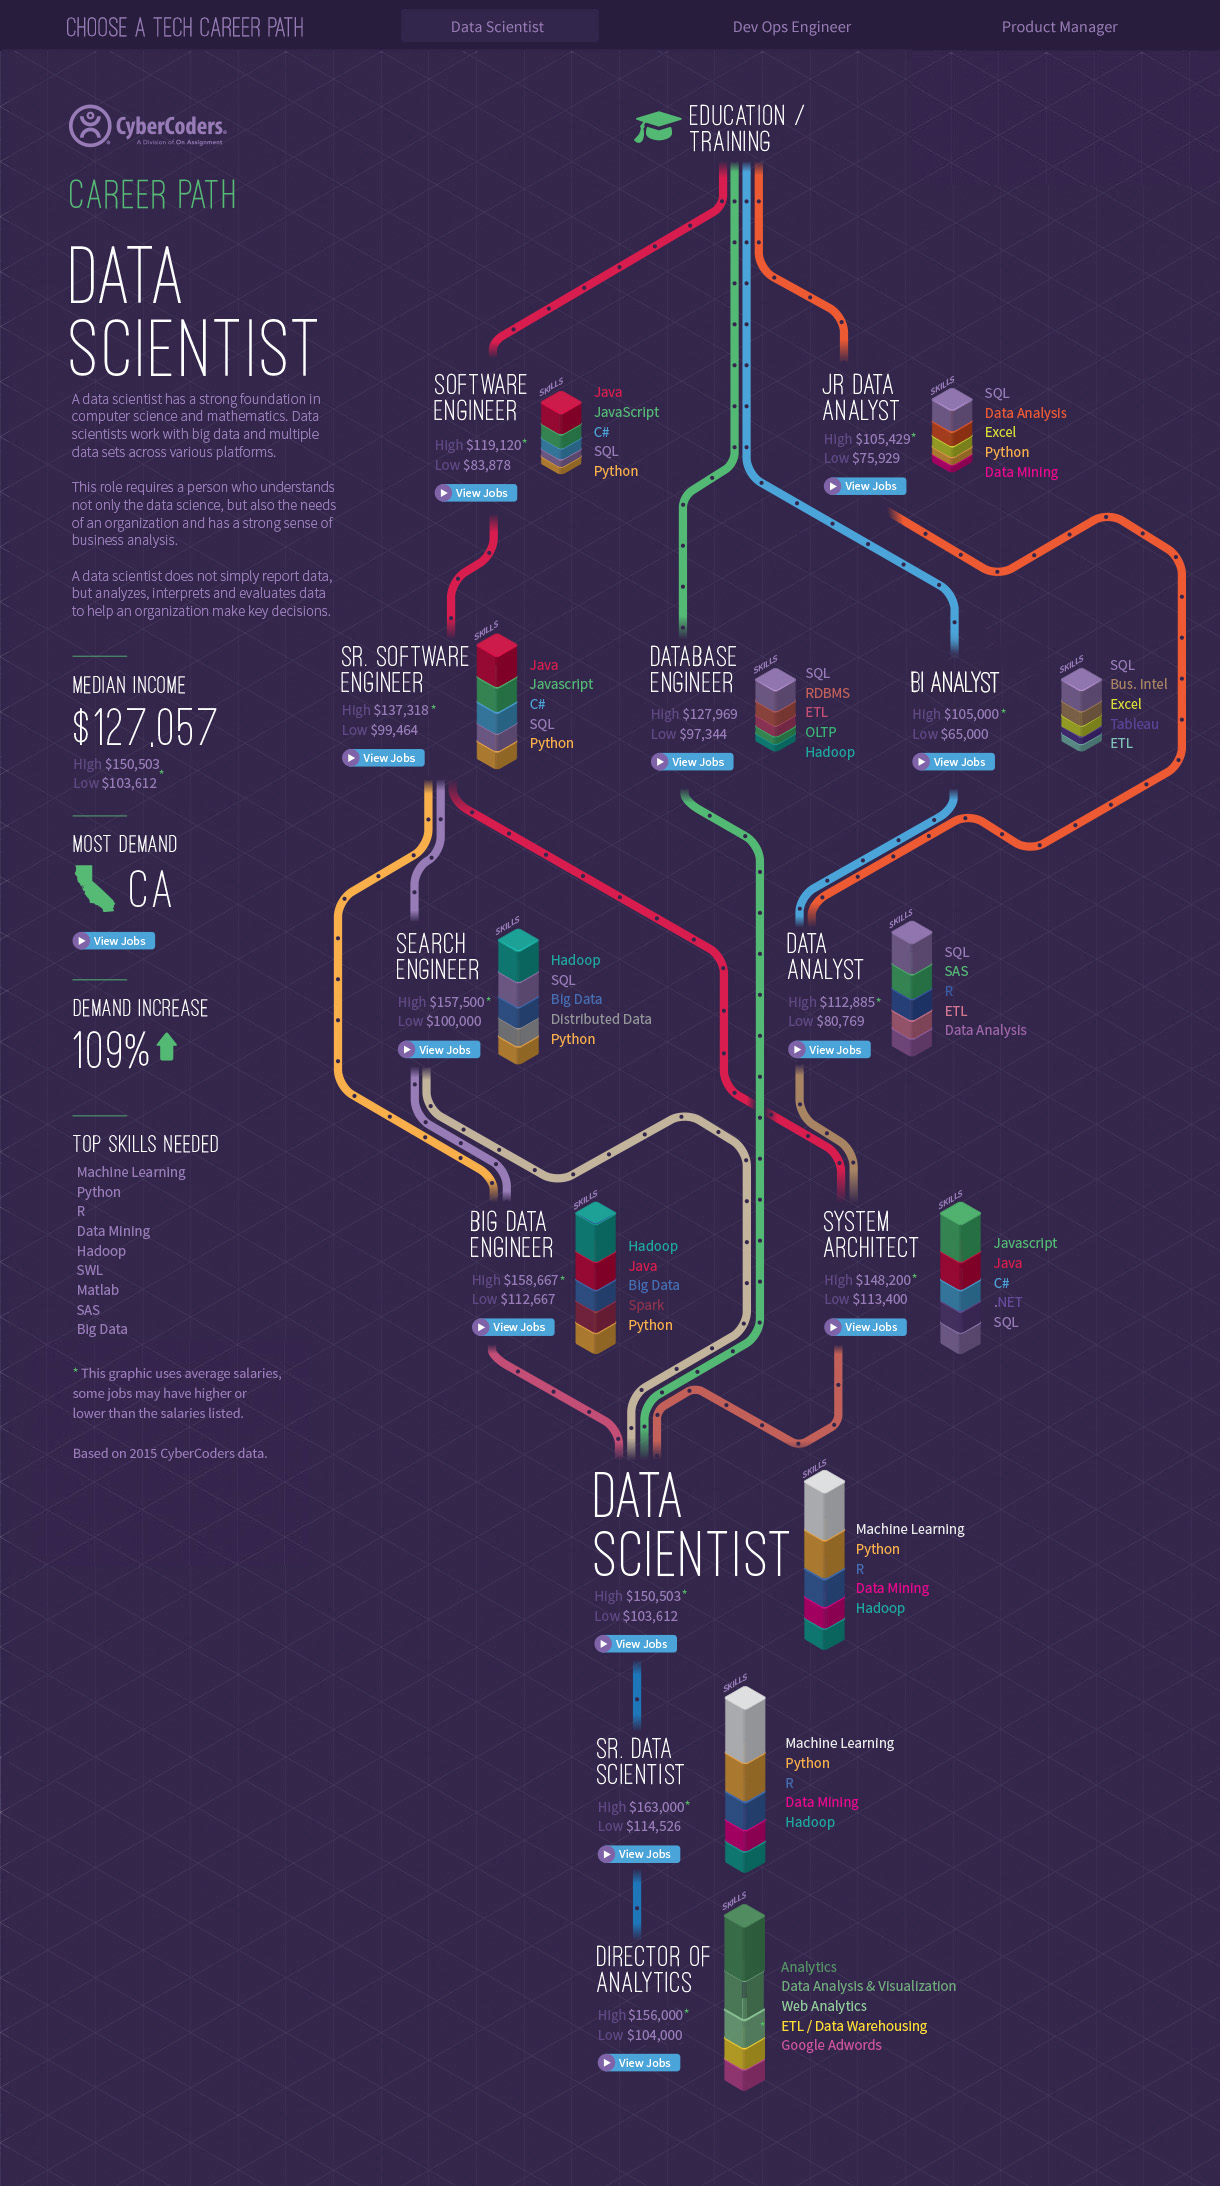 CHOOSE A TECH CAREER PATH
Data Scientist
Dev Ops Engineer
Product Manager
CyberCoders
A Division of On Assignment
CAREER PATH
DATA
SCIENTIST
A data scientist has a strong foundation in
computer science and mathematics. Data
scientists work with big data and multiple
data sets across various platforms.
This role requires a person who understands
not only the data science, but also the needs
of an organization and has a strong sense of
business analysis.
A data scientist does not simply report data,
but analyzes, interprets and evaluates data
to help an organization make key decisions.
MEDIAN INCOME
$127,057
High $150,503
Low $103,612 *
MOST DEMAND
CA
View Jobs
DEMAND INCREASE
109%
TOP SKILLS NEEDED
Machine Learning
Python
R
Data Mining
Hadoop
SWL
Matlab
SAS
Big Data
* This graphic uses average salaries,
some jobs may have higher or
lower than the salaries listed.
Based on 2015 CyberCoders data.
EDUCATION /
TRAINING
SOFTWARE
ENGINEER
High $119,120*
Low $83,878
View Jobs
SKILLS
Java
JavaScript
C#
SQL
Python
JR DATA
ANALYST
High $105,429*
Low $75,929
View Jobs
SKILLS
SQL
Data Analysis
Excel
Python
Data Mining
SR. SOFTWARE
ENGINEER
High $137,318 *
Low $99,464
View Jobs
SKILLS
Java
Javascript
C#
SQL
Python
DATABASE
ENGINEER
High $127,969
Low $97,344
View Jobs
SKILLS
SQL
RDBMS
ETL
OLTP
Hadoop
BI ANALYST
High $105,000 *
Low $65,000
View Jobs
SKILLS
SQL
Bus. Intel
Excel
Tableau
ETL
SEARCH
ENGINEER
High $157,500*
Low $100,000
View Jobs
SKILLS
Hadoop
SQL
Big Data
Distributed Data
Python
DATA
ANALYST
High $112,885*
Low $80,769
View Jobs
SKILLS
SQL
SAS
R
ETL
Data Analysis
BIG DATA
ENGINEER
High $158,667*
Low $112,667
View Jobs
SKILLS
Hadoop
Java
Big Data
Spark
Python
SYSTEM
ARCHITECT
High $148,200*
Low $113,400
View Jobs
SKILLS
Javascript
Java
C#
.NET
SQL
DATA
SCIENTIST
High $150,503*
Low $103,612
View Jobs
SKILLS
Machine Learning
Python
R
Data Mining
Hadoop
SR. DATA
SCIENTIST
High $163,000*
Low $114,526
View Jobs
SKILLS
Machine Learning
Python
R
Data Mining
Hadoop
DIRECTOR OF
ANALYTICS
High $156,000*
Low $104,000
View Jobs
SKILLS
Analytics
Data Analysis & Visualization
Web Analytics
ETL / Data Warehousing
Google Adwords